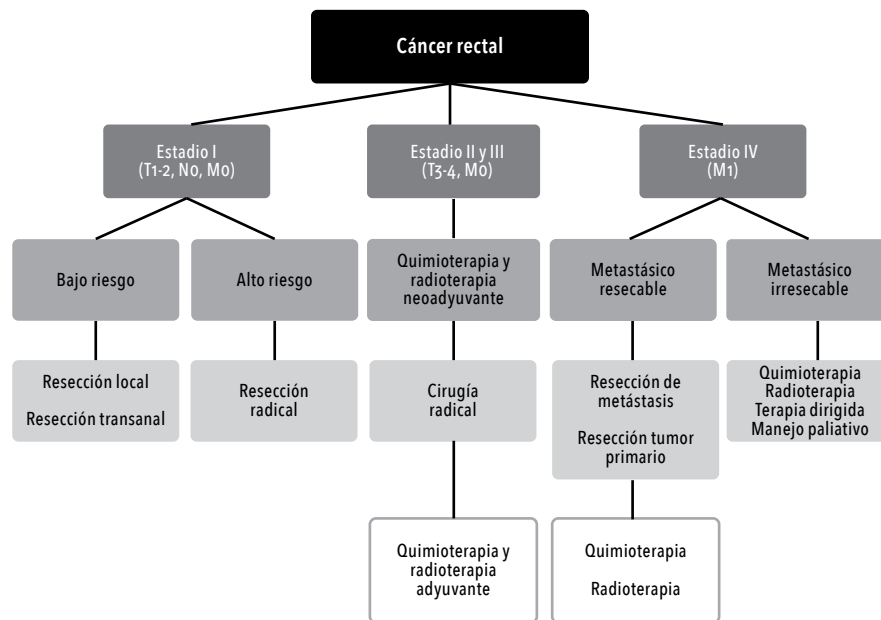 Cáncer rectal
Estadio I
(T1-2, N0, M0)
Estadio II y III
(T3-4, M0)
Estadio IV
(M1)
Bajo riesgo
Alto riesgo
Quimioterapia y
radioterapia
neoadyuvante
Metastásico
resecable
Metastásico
irresecable
Resección local
Resección transanal
Resección
radical
Cirugía
radical
Resección de
metástasis
Resección tumor
primario
Quimioterapia
Radioterapia
Terapia dirigida
Manejo paliativo
Quimioterapia y
radioterapia
adyuvante
Quimioterapia
Radioterapia